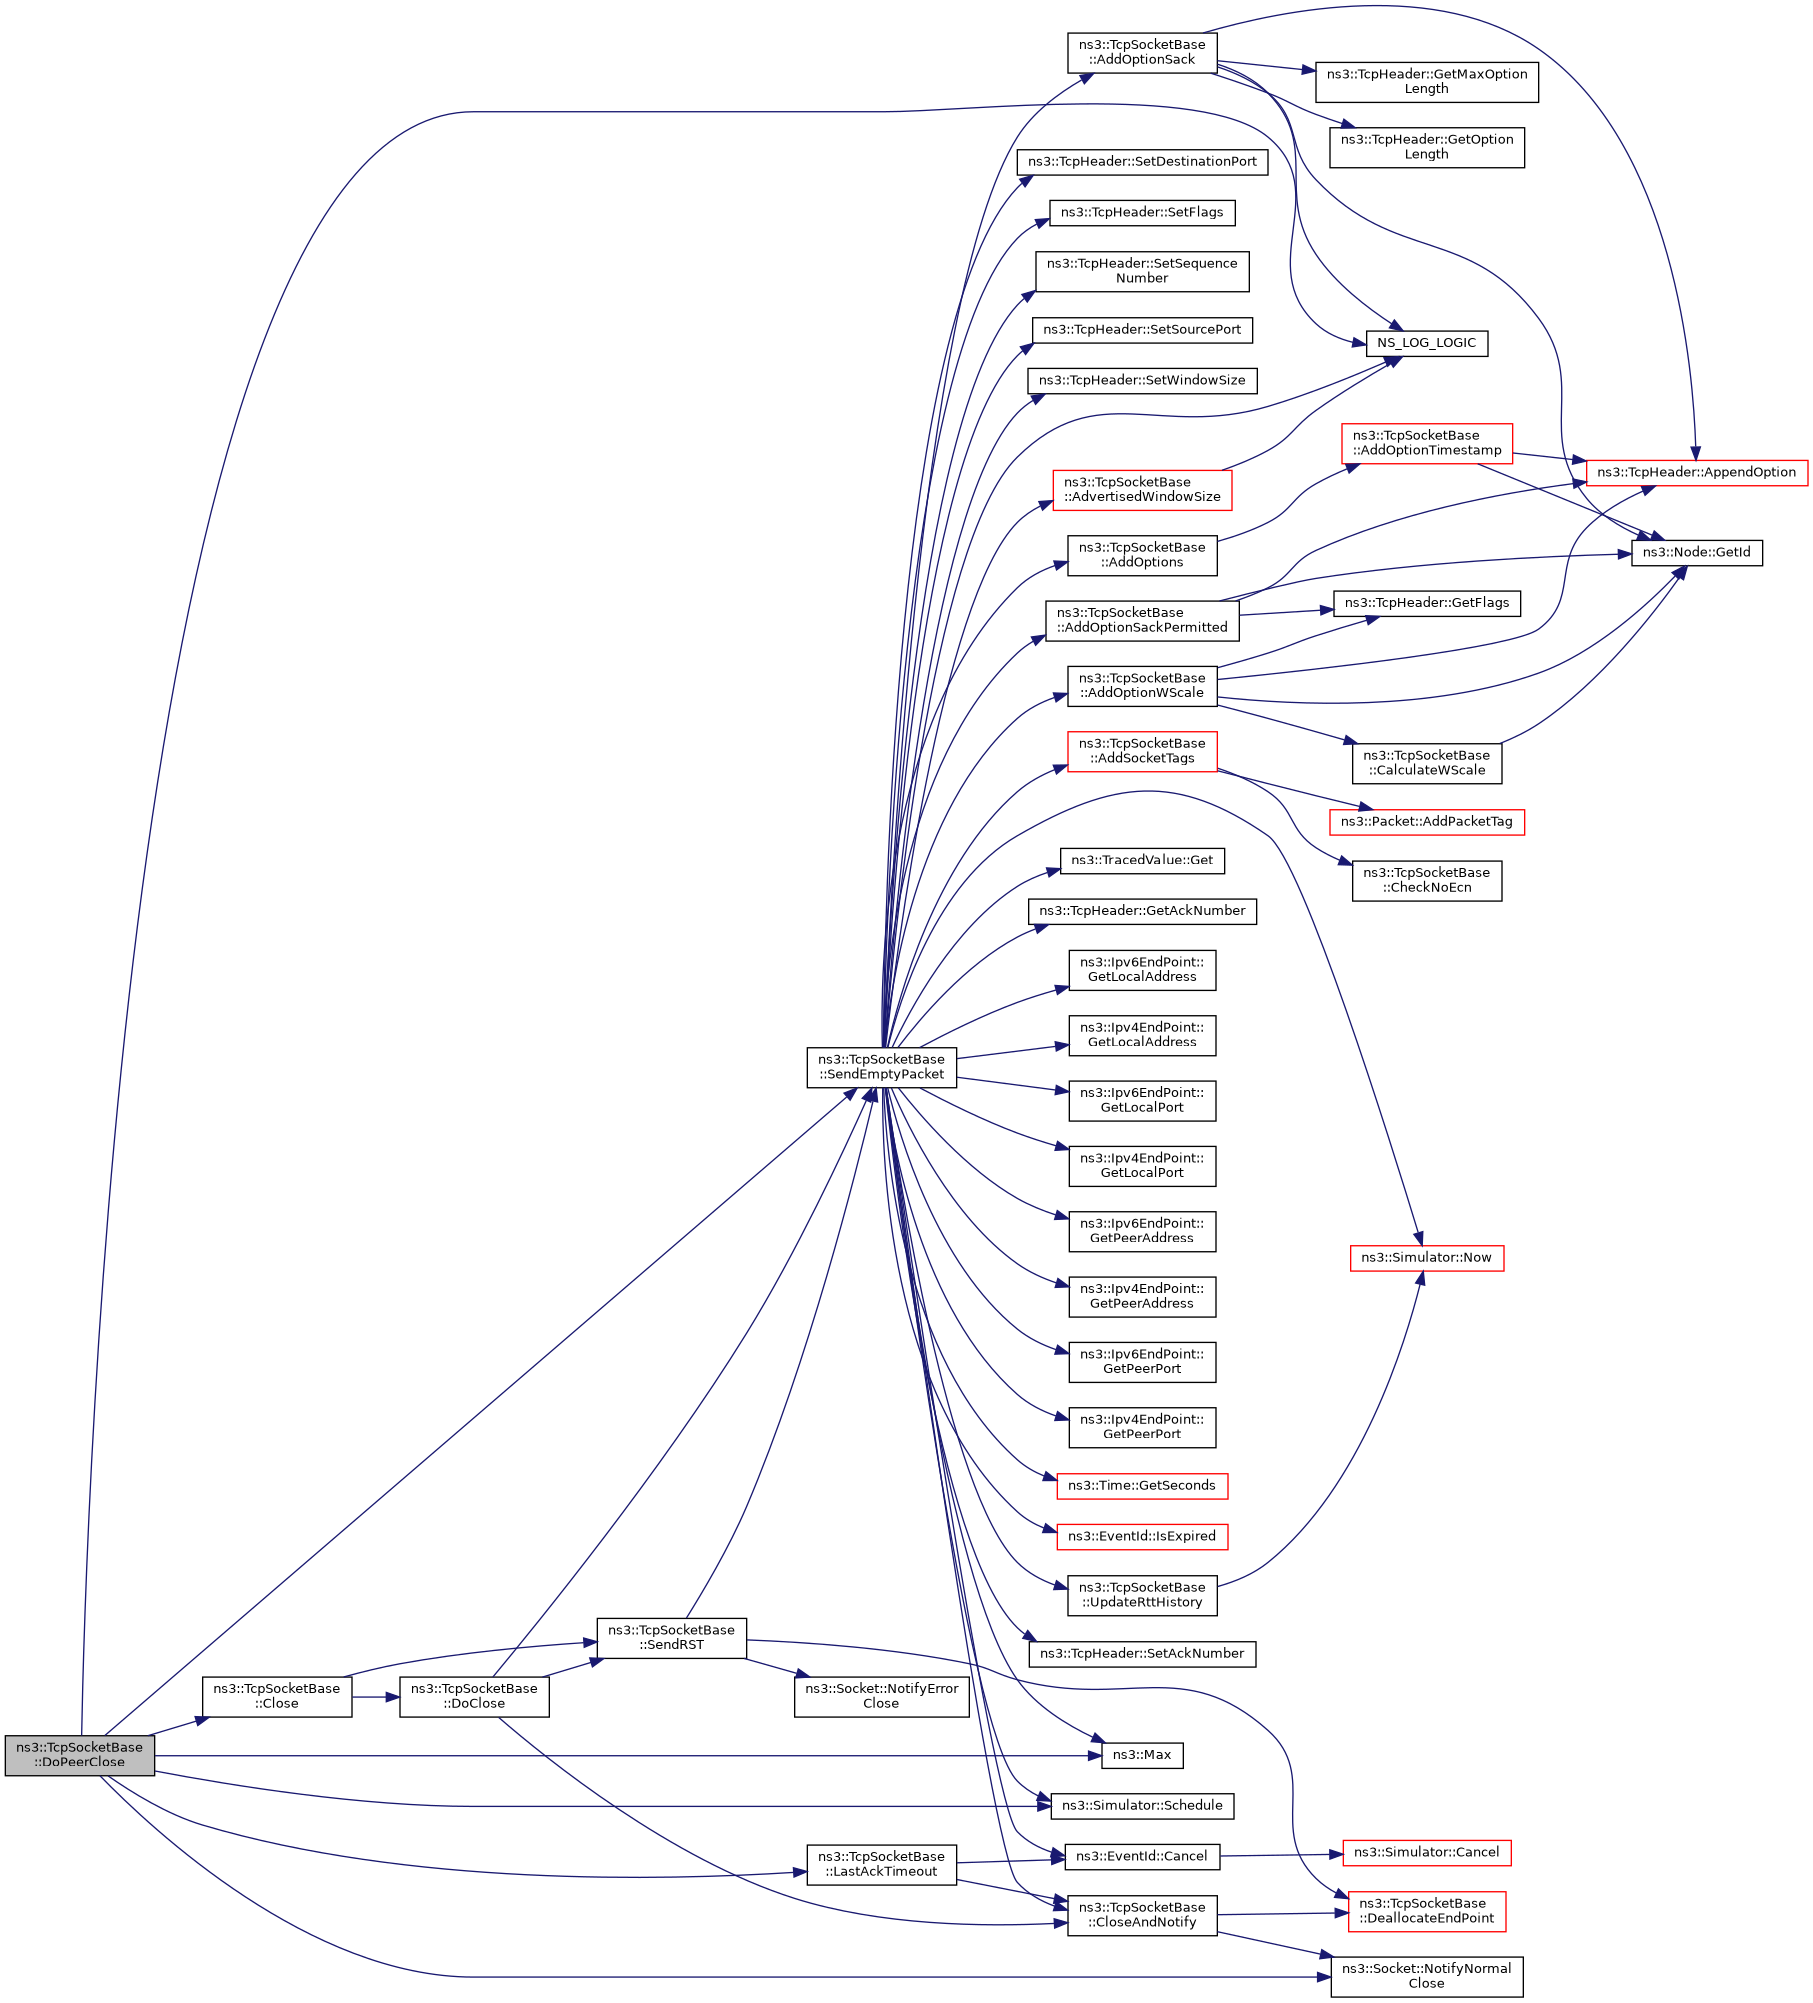 ns3::TcpSocketBase
::AddOptionSack
ns3::TcpHeader::GetMaxOption
Length
ns3::TcpHeader::GetOption
Length
ns3::TcpHeader::SetDestinationPort
ns3::TcpHeader::SetFlags
ns3::TcpHeader::SetSequence
Number
ns3::TcpHeader::SetSourcePort
NS_LOG_LOGIC
ns3::TcpHeader::SetWindowSize
ns3::TcpSocketBase
::AddOptionTimestamp
ns3::TcpHeader::AppendOption
ns3::TcpSocketBase
::AdvertisedWindowSize
ns3::TcpSocketBase
::AddOptions
ns3::Node::GetId
ns3::TcpHeader::GetFlags
ns3::TcpSocketBase
::AddOptionSackPermitted
ns3::TcpSocketBase
::AddOptionWScale
ns3::TcpSocketBase
::AddSocketTags
ns3::TcpSocketBase
::CalculateWScale
ns3::Packet::AddPacketTag
ns3::TracedValue::Get
ns3::TcpSocketBase
::CheckNoEcn
ns3::TcpHeader::GetAckNumber
ns3::Ipv6EndPoint::
GetLocalAddress
ns3::Ipv4EndPoint::
GetLocalAddress
ns3::TcpSocketBase
::SendEmptyPacket
ns3::Ipv6EndPoint::
GetLocalPort
ns3::Ipv4EndPoint::
GetLocalPort
ns3::Ipv6EndPoint::
GetPeerAddress
ns3::Simulator::Now
ns3::Ipv4EndPoint::
GetPeerAddress
ns3::Ipv6EndPoint::
GetPeerPort
ns3::Ipv4EndPoint::
GetPeerPort
ns3::Time::GetSeconds
ns3::EventId::IsExpired
ns3::TcpSocketBase
::UpdateRttHistory
ns3::TcpSocketBase
::SendRST
ns3::TcpHeader::SetAckNumber
ns3::TcpSocketBase
::Close
ns3::TcpSocketBase
::DoClose
ns3::Socket::NotifyError
Close
ns3::TcpSocketBase
::DoPeerClose
ns3::Max
ns3::Simulator::Schedule
ns3::TcpSocketBase
::LastAckTimeout
ns3::EventId::Cancel
ns3::Simulator::Cancel
ns3::TcpSocketBase
::CloseAndNotify
ns3::TcpSocketBase
::DeallocateEndPoint
ns3::Socket::NotifyNormal
Close